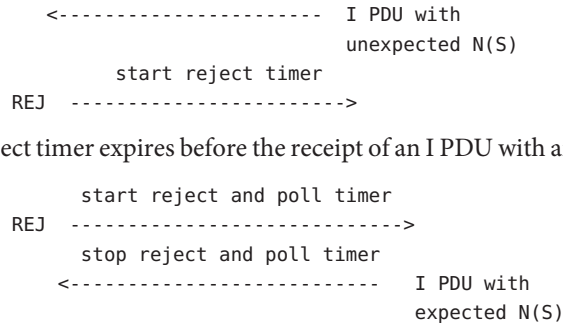 <----------------------  I PDU with
unexpected N(S)
start reject timer
REJ  ------------------------>
ect timer expires before the receipt of an I PDU with a
start reject and poll timer
REJ  ----------------------------->
stop reject and poll timer
<---------------------------   I PDU with
expected N(S)